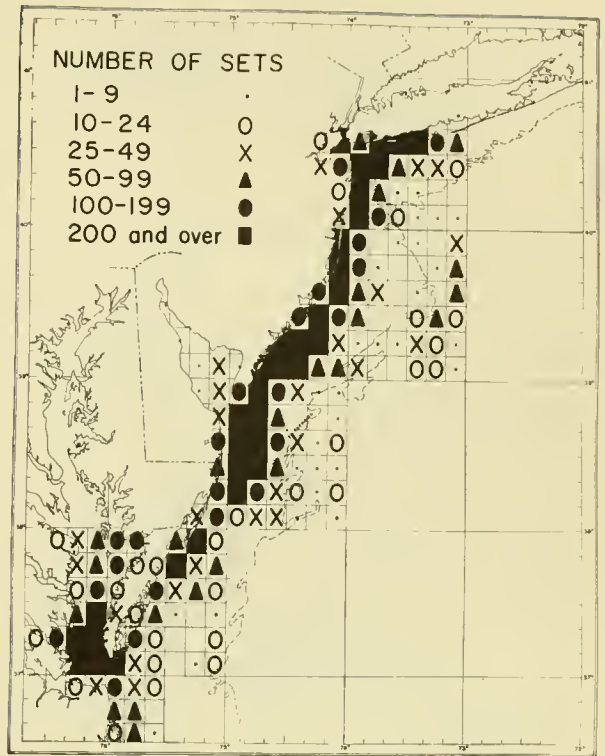 NUMBER OF SETS
1-9 .
10-24 O
25-49 X
50-99 ▲
100-199 ●
200 and over ■